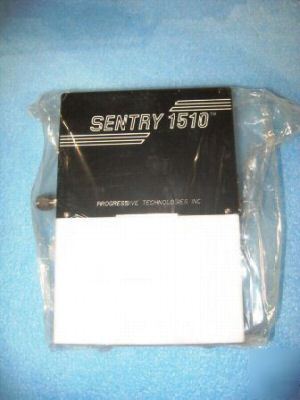 SENTRY 1510™
PROGRESSIVE TECHNOLOGIES INC